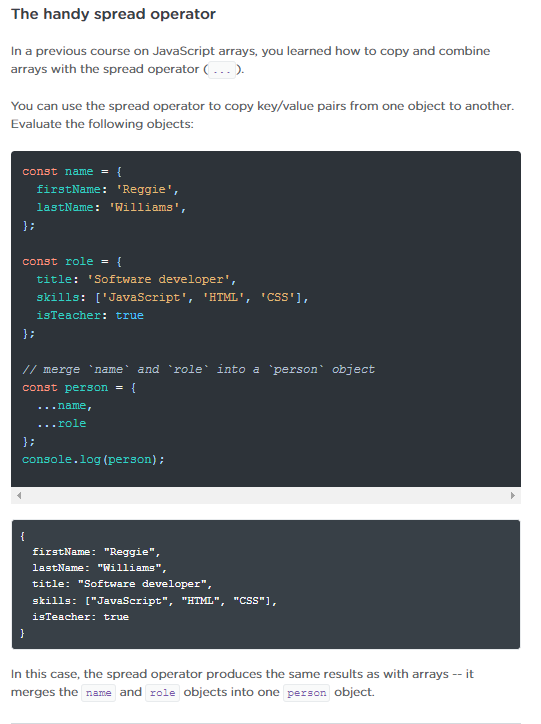 The handy spread operator
In a previous course on JavaScript arrays, you learned how to copy and combine
arrays with the spread operator (...).
You can use the spread operator to copy key/value pairs from one object to another.
Evaluate the following objects:
const name = {
  firstName: 'Reggie',
  lastName: 'Williams',
};
const role = {
  title: 'Software developer',
  skills: ['JavaScript', 'HTML', 'CSS'],
  isTeacher: true
};
// merge `name` and `role` into a `person` object
const person = {
  ...name,
  ...role
};
console.log(person);
{
  firstName: "Reggie",
  lastName: "Williams",
  title: "Software developer",
  skills: ["JavaScript", "HTML", "CSS"],
  isTeacher: true
}
In this case, the spread operator produces the same results as with arrays -- it
merges the name and role objects into one person object.